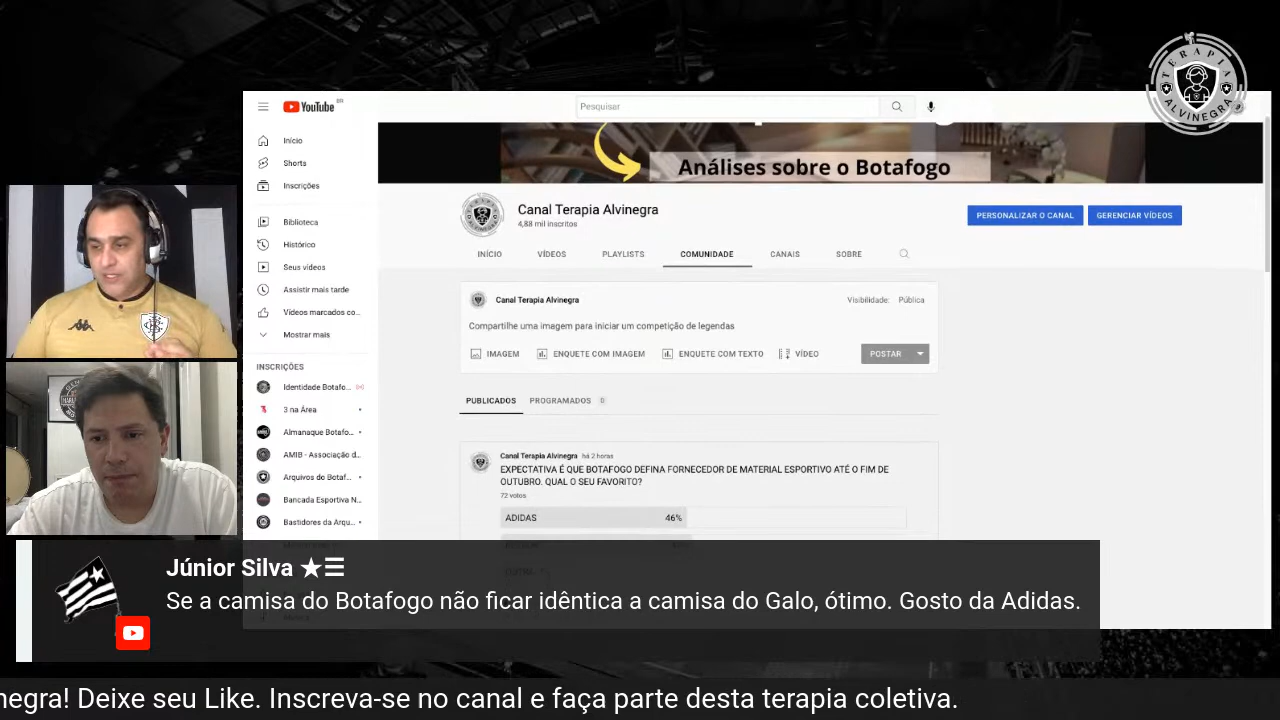 TERAPIA
ALVINEGRA
YouTube BR
Pesquisar
Início
Shorts
Inscrições
Biblioteca
Histórico
Seus vídeos
Assistir mais tarde
Vídeos marcados co...
Mostrar mais
INSCRIÇÕES
Identidade Botafo...
3 na Área
Almanaque Botafo...
AMIB - Associação d...
Arquivos do Botaf...
Bancada Esportiva N...
Bastidores da Arqu...
Análises sobre o Botafogo
Canal Terapia Alvinegra
4,88 mil inscritos
PERSONALIZAR O CANAL
GERENCIAR VÍDEOS
INÍCIO
VÍDEOS
PLAYLISTS
COMUNIDADE
CANAIS
SOBRE
Canal Terapia Alvinegra
Visibilidade: Pública
Compartilhe uma imagem para iniciar um competição de legendas
IMAGEM
ENQUETE COM IMAGEM
ENQUETE COM TEXTO
VÍDEO
POSTAR
PUBLICADOS
PROGRAMADOS 0
Canal Terapia Alvinegra há 2 horas
EXPECTATIVA É QUE BOTAFOGO DEFINA FORNECEDOR DE MATERIAL ESPORTIVO ATÉ O FIM DE
OUTUBRO. QUAL O SEU FAVORITO?
72 votos
ADIDAS 46%
Júnior Silva ★☰
Se a camisa do Botafogo não ficar idêntica a camisa do Galo, ótimo. Gosto da Adidas.
negra! Deixe seu Like. Inscreva-se no canal e faça parte desta terapia coletiva.